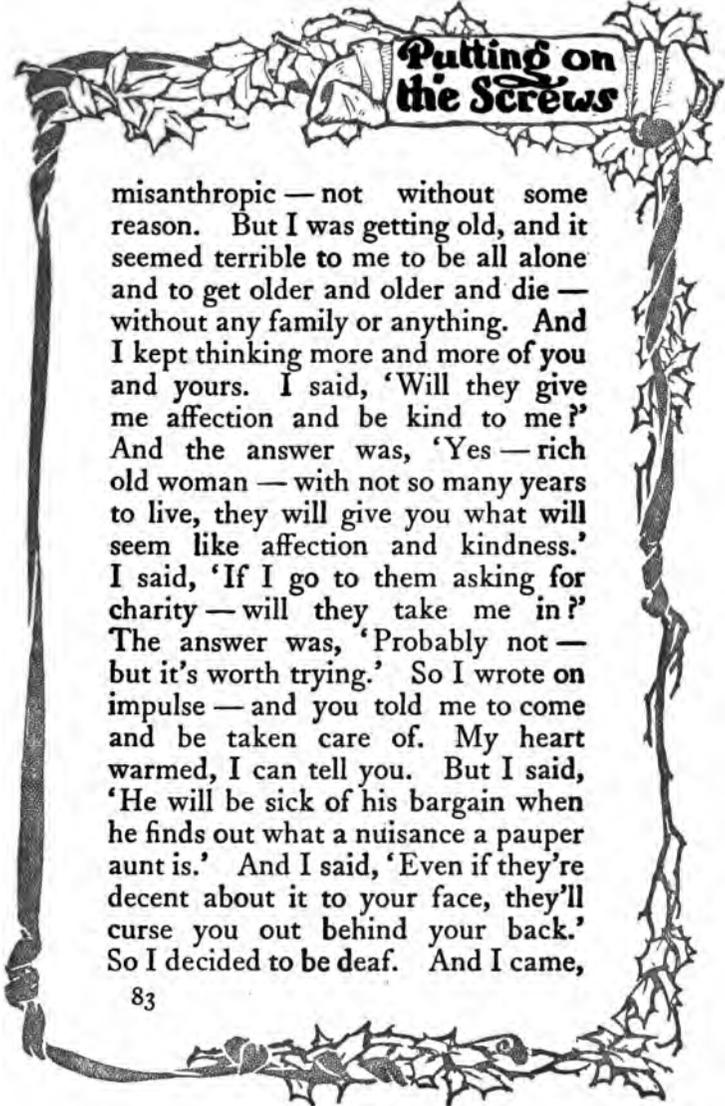 Putting on
the Screws
misanthropic — not without some
reason. But I was getting old, and it
seemed terrible to me to be all alone
and to get older and older and die —
without any family or anything. And
I kept thinking more and more of you
and yours. I said, ‘Will they give
me affection and be kind to me?’
And the answer was, ‘Yes — rich
old woman — with not so many years
to live, they will give you what will
seem like affection and kindness.’
I said, ‘If I go to them asking for
charity — will they take me in?’
The answer was, ‘Probably not —
but it’s worth trying.’ So I wrote on
impulse — and you told me to come
and be taken care of. My heart
warmed, I can tell you. But I said,
‘He will be sick of his bargain when
he finds out what a nuisance a pauper
aunt is.’ And I said, ‘Even if they’re
decent about it to your face, they’ll
curse you out behind your back.’
So I decided to be deaf. And I came,
83